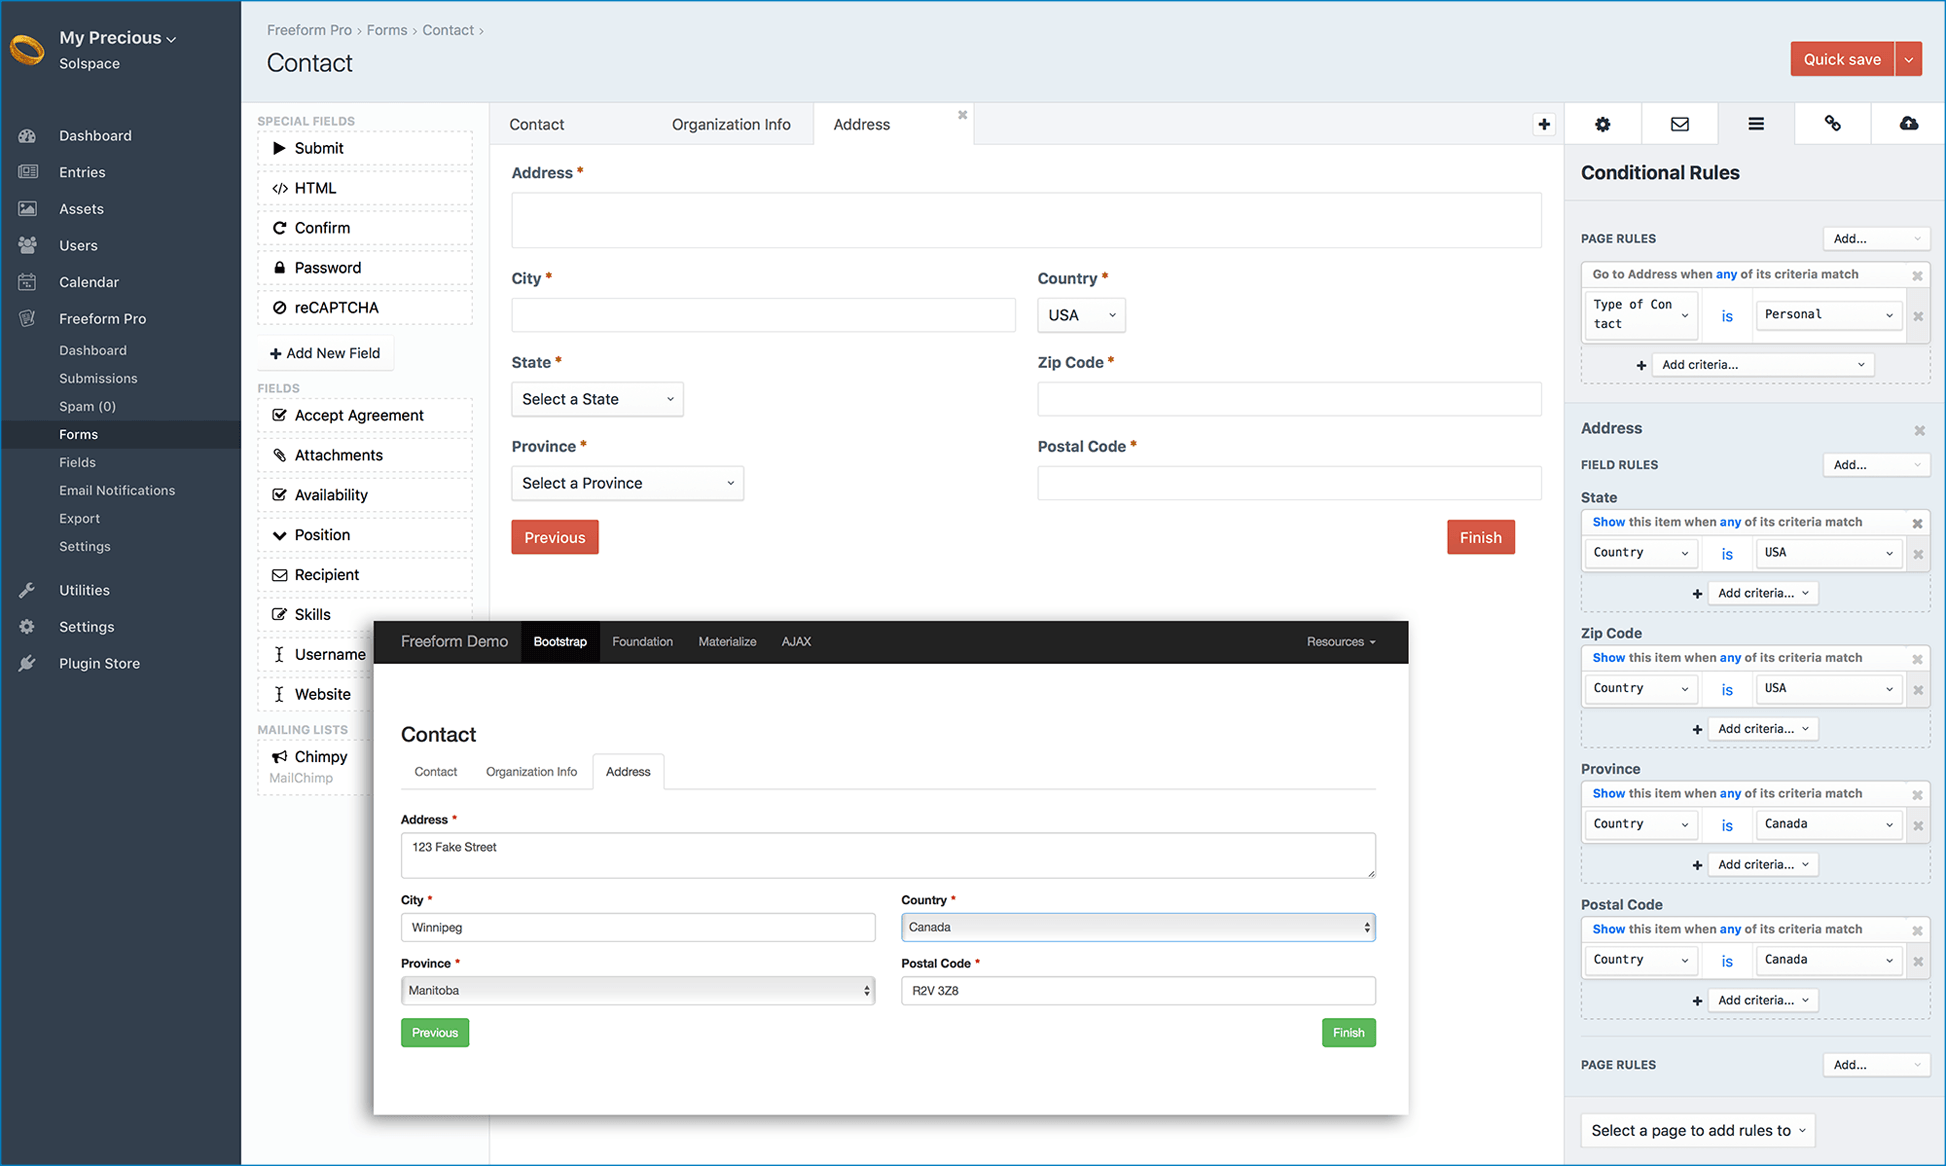 My Precious
Solspace
Dashboard
Entries
Assets
Users
Calendar
Freeform Pro
Dashboard
Submissions
Spam (0)
Forms
Fields
Email Notifications
Export
Settings
Utilities
Settings
Plugin Store
Freeform Pro › Forms › Contact ›
Contact
Quick save
SPECIAL FIELDS
Submit
</> HTML
Confirm
Password
reCAPTCHA
+ Add New Field
FIELDS
Accept Agreement
Attachments
Availability
Position
Recipient
Skills
Username
Website
MAILING LISTS
Chimpy
MailChimp
Contact
Organization Info
Address
Address *
City *
Country *
USA
State *
Zip Code *
Select a State
Province *
Postal Code *
Select a Province
Previous
Finish
Freeform Demo
Bootstrap
Foundation
Materialize
AJAX
Resources
Contact
Contact
Organization Info
Address
Address *
123 Fake Street
City *
Country *
Winnipeg
Canada
Province *
Postal Code *
Manitoba
R2V 3Z8
Previous
Finish
Conditional Rules
PAGE RULES
Add...
Go to Address when any of its criteria match
Type of Con
tact
is
Personal
+ Add criteria...
Address
FIELD RULES
Add...
State
Show this item when any of its criteria match
Country
is
USA
+ Add criteria...
Zip Code
Show this item when any of its criteria match
Country
is
USA
+ Add criteria...
Province
Show this item when any of its criteria match
Country
is
Canada
+ Add criteria...
Postal Code
Show this item when any of its criteria match
Country
is
Canada
+ Add criteria...
PAGE RULES
Add...
Select a page to add rules to